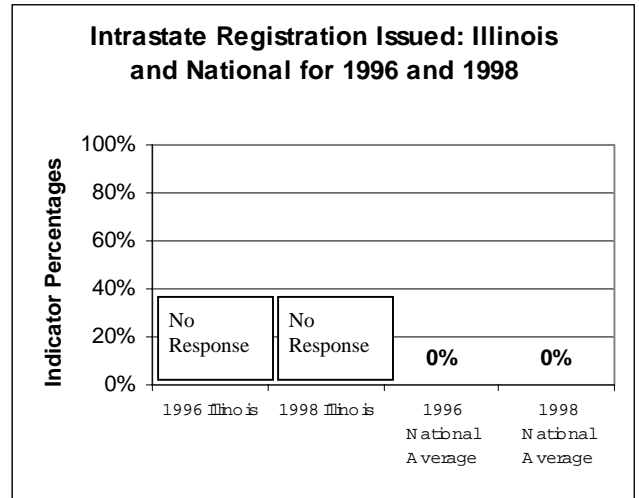 Intrastate Registration Issued: Illinois
and National for 1996 and 1998
Indicator Percentages
100%
80%
60%
40%
20%
0%
No
Response
No
Response
0%
0%
1996 Illinois
1998 Illinois
1996
National
Average
1998
National
Average